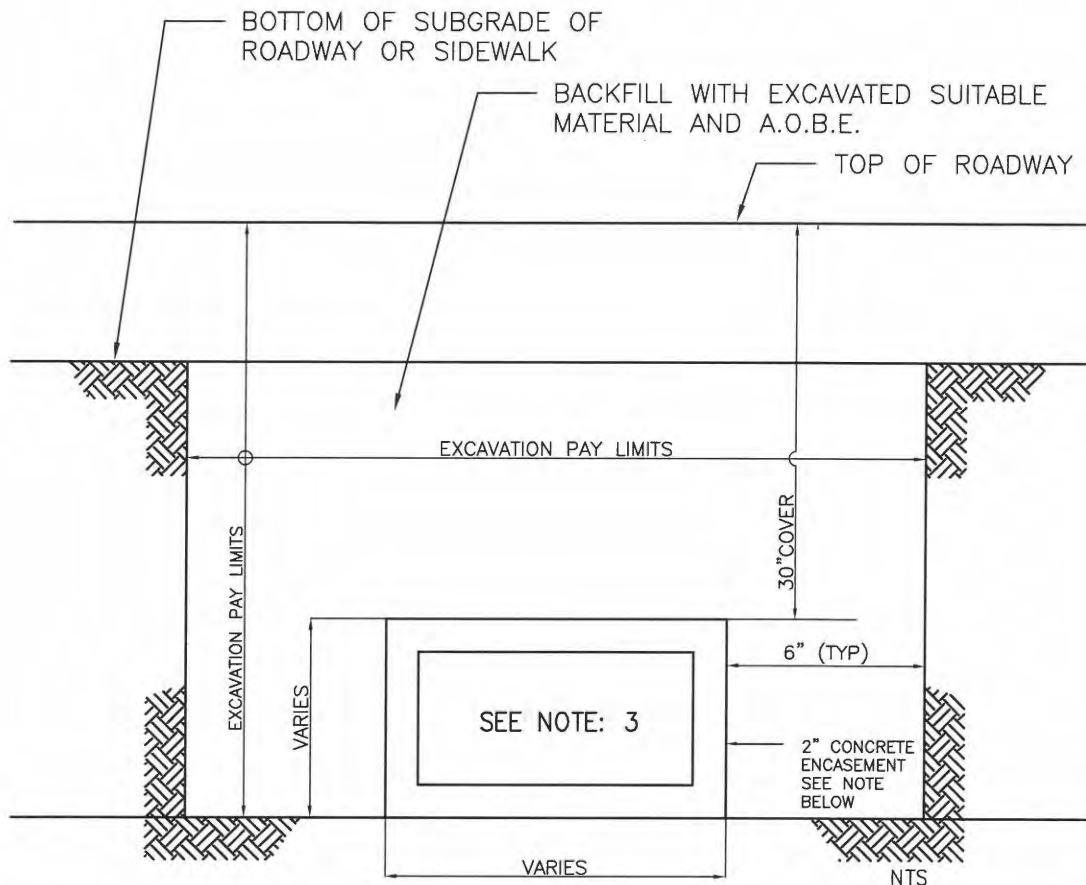 BOTTOM OF SUBGRADE OF
ROADWAY OR SIDEWALK
BACKFILL WITH EXCAVATED SUITABLE
MATERIAL AND A.O.B.E.
TOP OF ROADWAY
EXCAVATION PAY LIMITS
30" COVER
EXCAVATION PAY LIMITS
VARIES
6" (TYP)
SEE NOTE: 3
2" CONCRETE
ENCASEMENT
SEE NOTE
BELOW
VARIES
NTS